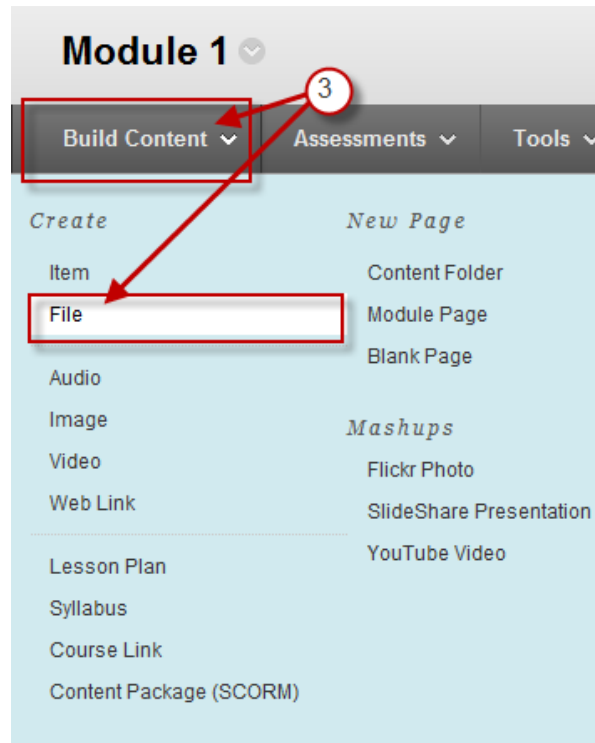 Module 1
3
Build Content
Assessments
Tools
Create
Item
File
Audio
Image
Video
Web Link
Lesson Plan
Syllabus
Course Link
Content Package (SCORM)
New Page
Content Folder
Module Page
Blank Page
Mashups
Flickr Photo
SlideShare Presentation
YouTube Video